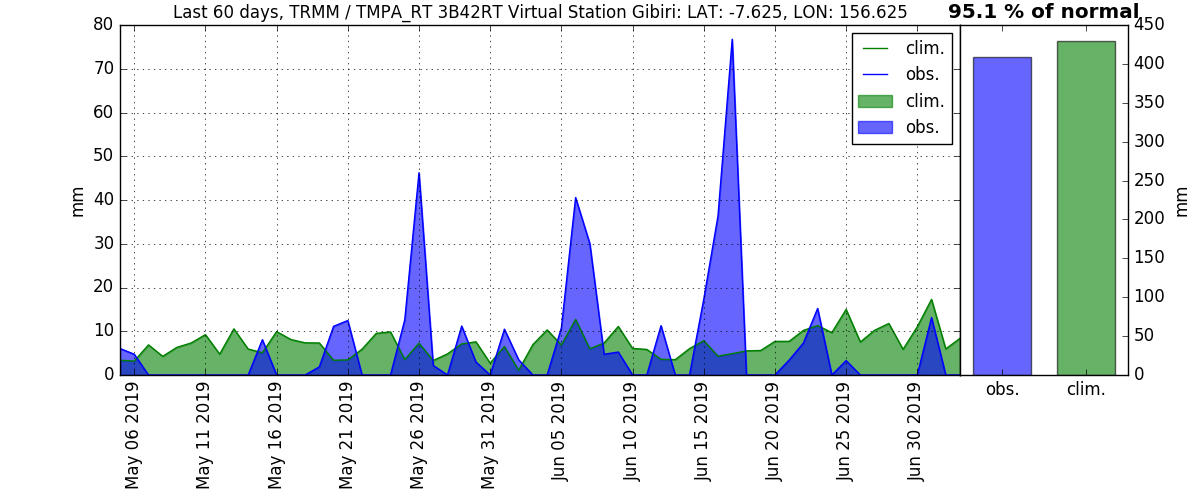 Last 60 days, TRMM / TMPA_RT 3B42RT Virtual Station Gibiri: LAT: -7.625, LON: 156.625
95.1 % of normal
80
70
60
50
40
30
20
10
0
mm
clim.
obs.
clim.
obs.
450
400
350
300
250
200
150
100
50
0
mm
May 06 2019
May 11 2019
May 16 2019
May 21 2019
May 26 2019
May 31 2019
Jun 05 2019
Jun 10 2019
Jun 15 2019
Jun 20 2019
Jun 25 2019
Jun 30 2019
obs.
clim.